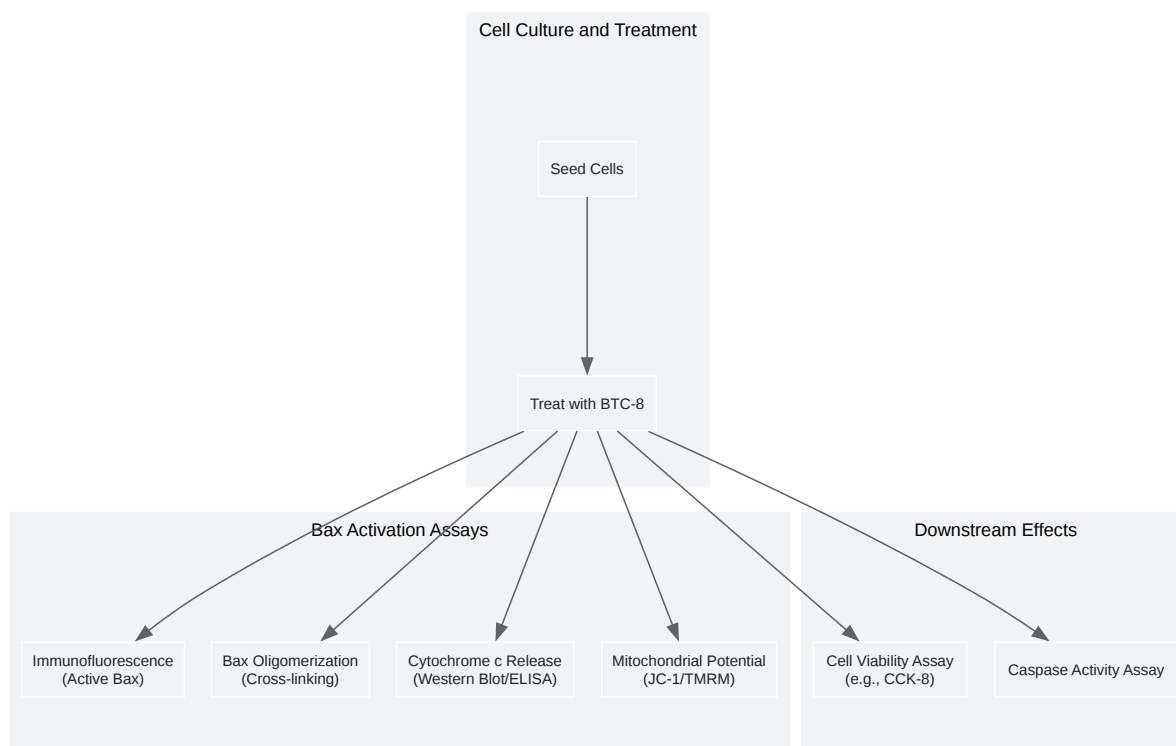 Cell Culture and Treatment
Seed Cells
Treat with BTC-8
Bax Activation Assays
Downstream Effects
Immunofluorescence
(Active Bax)
Bax Oligomerization
(Cross-linking)
Cytochrome c Release
(Western Blot/ELISA)
Mitochondrial Potential
(JC-1/TMRM)
Cell Viability Assay
(e.g., CCK-8)
Caspase Activity Assay